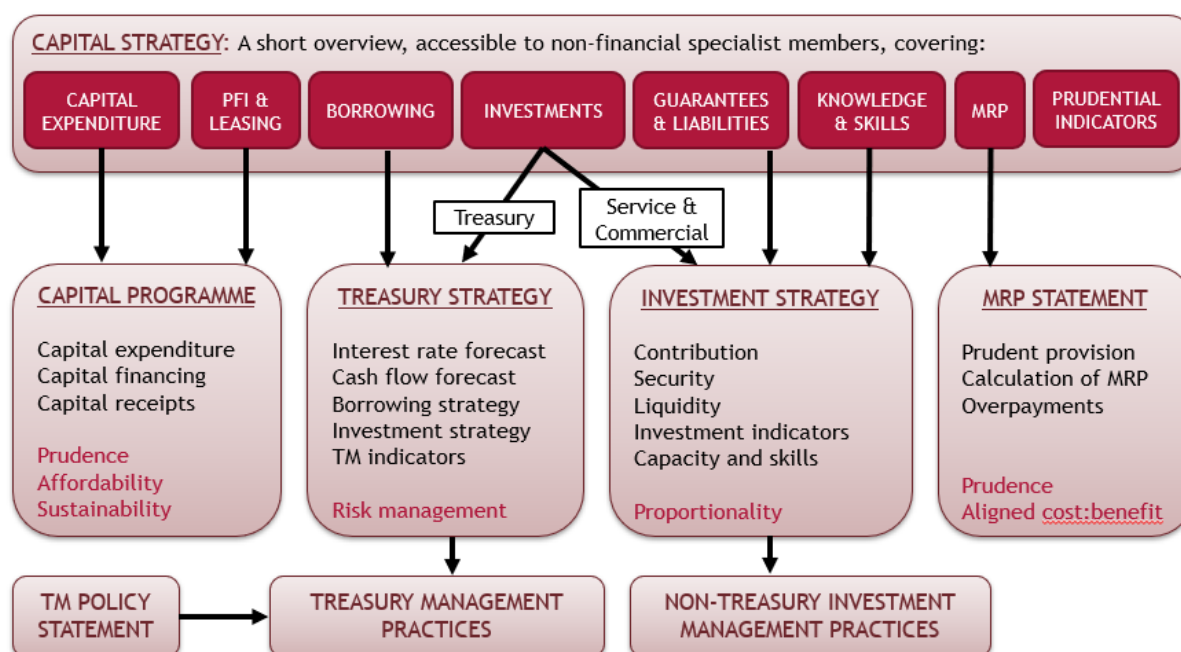 CAPITAL STRATEGY: A short overview, accessible to non-financial specialist members, covering:
CAPITAL
EXPENDITURE
PFI &
LEASING
BORROWING
INVESTMENTS
GUARANTEES
& LIABILITIES
KNOWLEDGE
& SKILLS
MRP
PRUDENTIAL
INDICATORS
Treasury
Service &
Commercial
CAPITAL PROGRAMME
Capital expenditure
Capital financing
Capital receipts
Prudence
Affordability
Sustainability
TREASURY STRATEGY
Interest rate forecast
Cash flow forecast
Borrowing strategy
Investment strategy
TM indicators
Risk management
INVESTMENT STRATEGY
Contribution
Security
Liquidity
Investment indicators
Capacity and skills
Proportionality
MRP STATEMENT
Prudent provision
Calculation of MRP
Overpayments
Prudence
Aligned cost:benefit
TM POLICY
STATEMENT
TREASURY MANAGEMENT
PRACTICES
NON-TREASURY INVESTMENT
MANAGEMENT PRACTICES